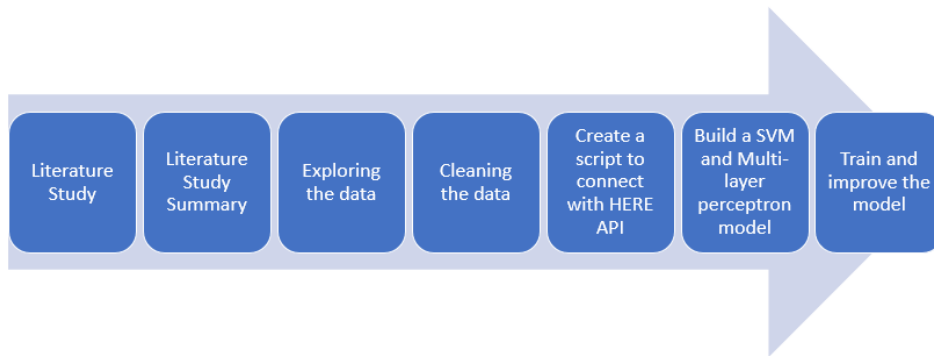 Literature
Study
Literature
Study
Summary
Exploring
the data
Cleaning
the data
Create a
script to
connect
with HERE
API
Build a SVM
and Multi-
layer
perceptron
model
Train and
improve the
model